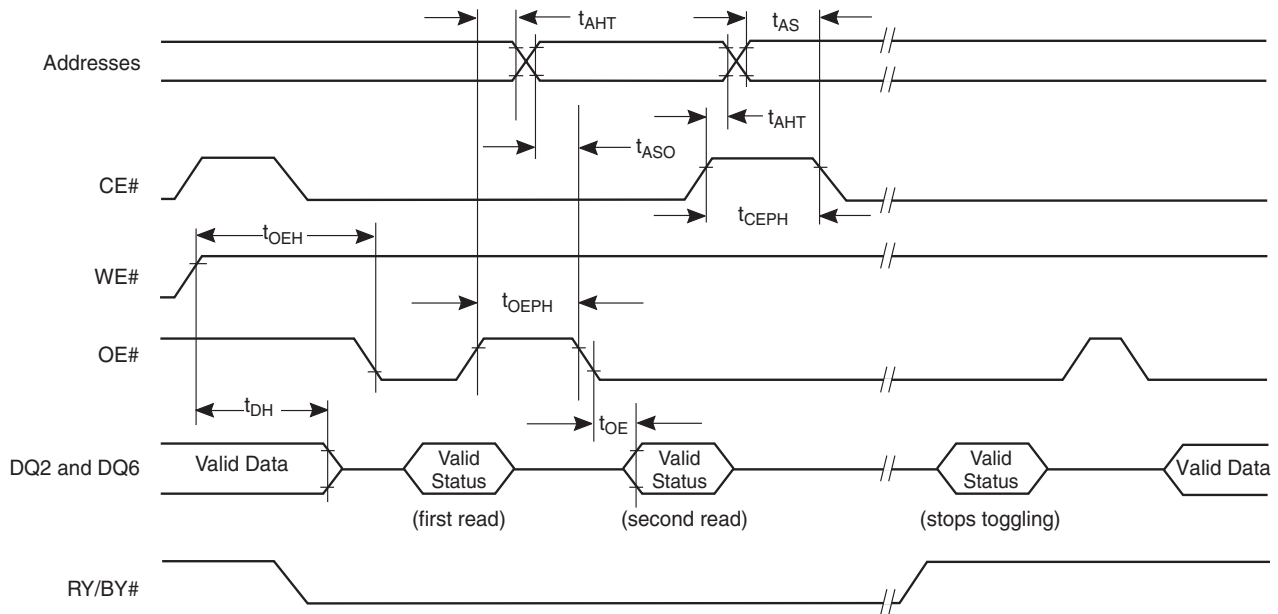 tAHT
tAS
Addresses
tAHT
tASO
CE#
tCEPH
tOEH
WE#
tOEPH
OE#
tDH
tOE
DQ2 and DQ6
Valid Data
Valid
Status
Valid
Status
Valid
Status
Valid Data
(first read)
(second read)
(stops toggling)
RY/BY#